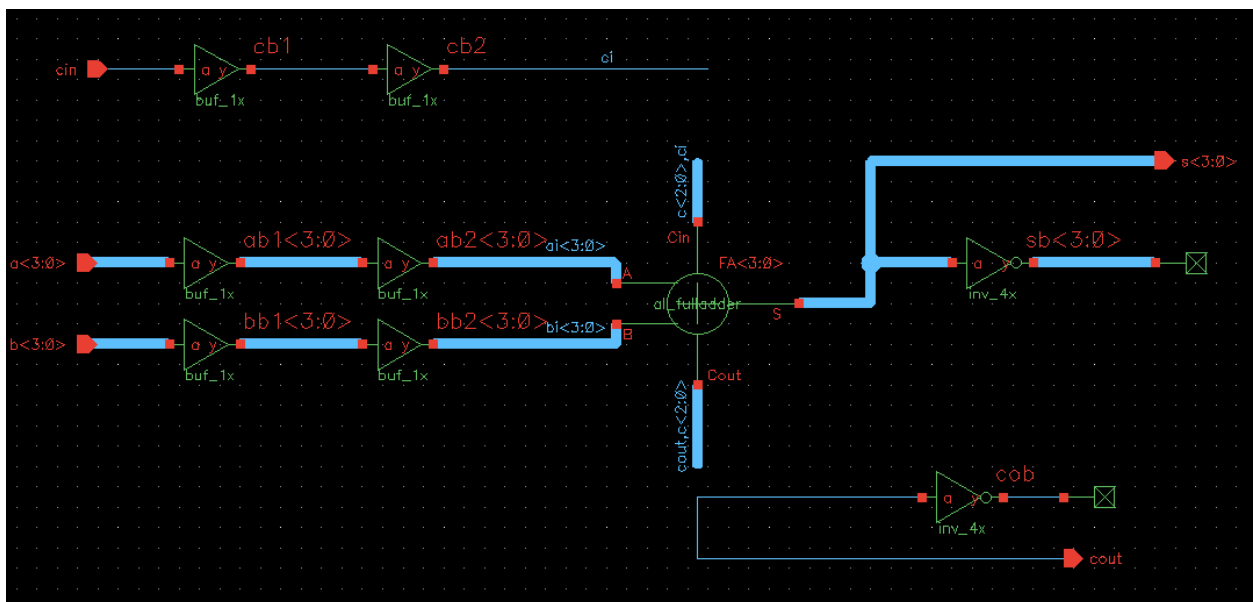 cb1 cb2
cin a y a y ci
buf_1x buf_1x
c<2:0>,ci
s<3:0>
ab1<3:0> ab2<3:0> ai<3:0> Cin FA<3:0> sb<3:0>
a<3:0> a y a y A a y
buf_1x buf_1x all_fulladder S inv_4x
bb1<3:0> bb2<3:0> bi<3:0> B
b<3:0> a y a y
buf_1x buf_1x Cout
cout,c<2:0>
cob
a y
inv_4x
cout